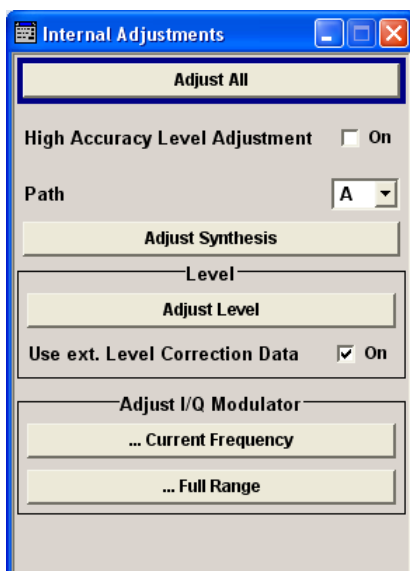 Internal Adjustments
Adjust All
High Accuracy Level Adjustment On
Path A
Adjust Synthesis
Level
Adjust Level
Use ext. Level Correction Data On
Adjust I/Q Modulator
... Current Frequency
... Full Range